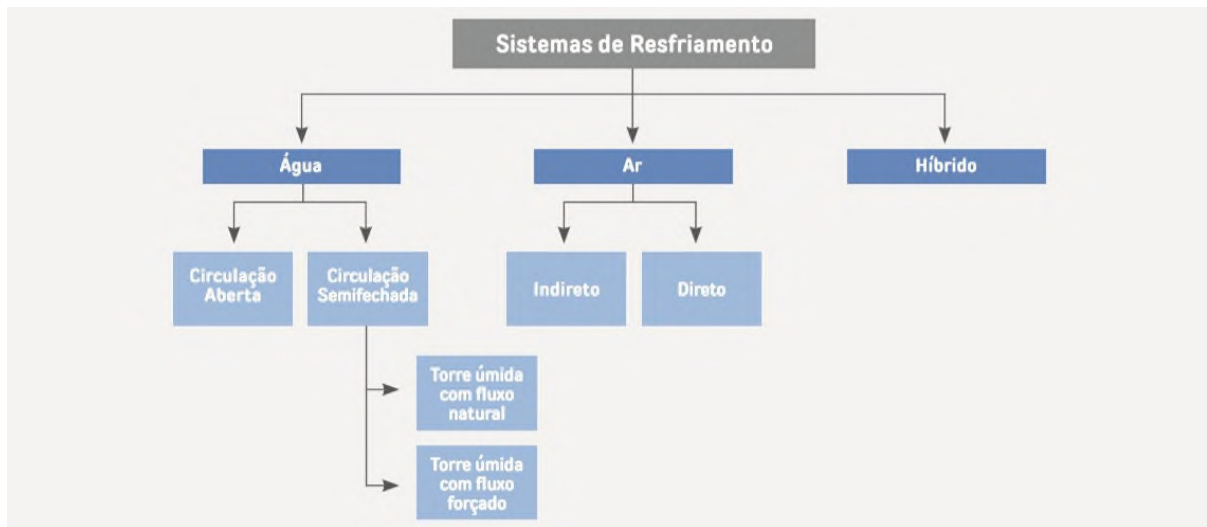 Sistemas de Resfriamento
Água
Ar
Híbrido
Circulação
Aberta
Circulação
Semifechada
Indireto
Direto
Torre úmida
com fluxo
natural
Torre úmida
com fluxo
forçado